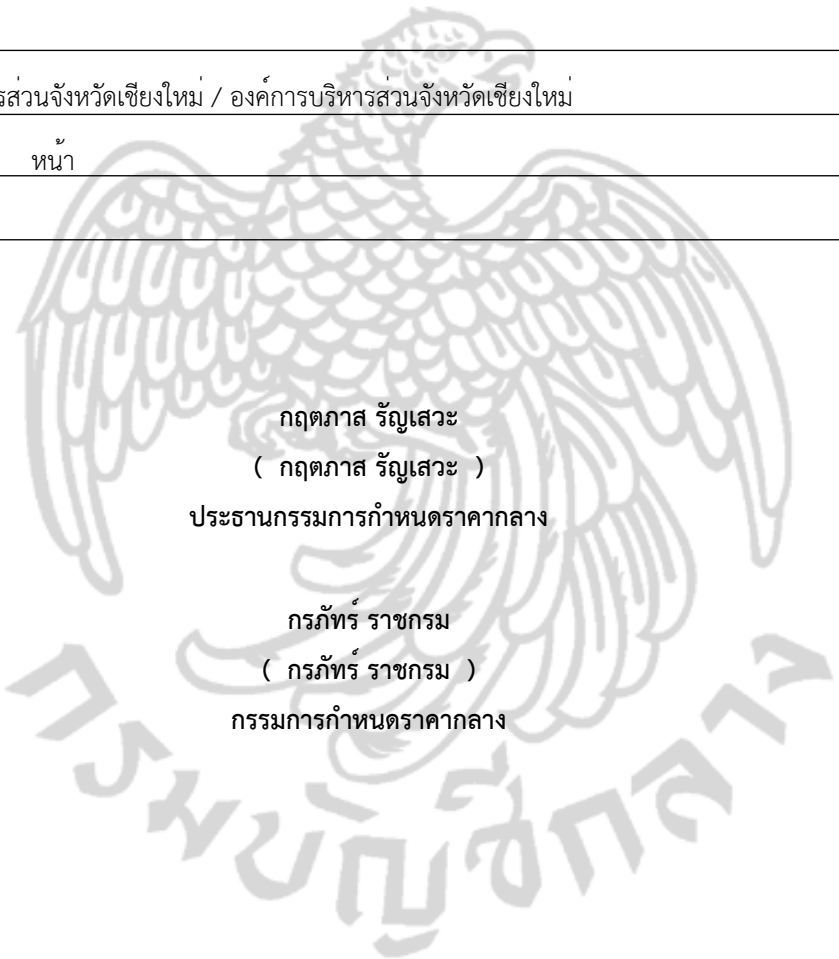 รส่วนจังหวัดเชียงใหม่ / องค์การบริหารส่วนจังหวัดเชียงใหม่
หน้า
กฤตภาส รัญเสวะ
( กฤตภาส รัญเสวะ )
ประธานกรรมการกำหนดราคากลาง
กรภัทร์ ราชกรม
( กรภัทร์ ราชกรม )
กรรมการกำหนดราคากลาง
กรมบัญชีกลาง